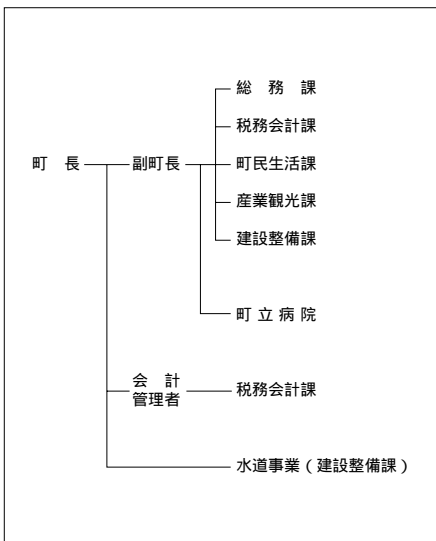 総務課
税務会計課
町長 副町長 町民生活課
産業観光課
建設整備課
町立病院
会計
管理者 税務会計課
水道事業(建設整備課)